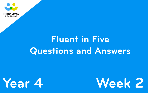 Fluent in Five
Questions and Answers
Year 4
Week 2